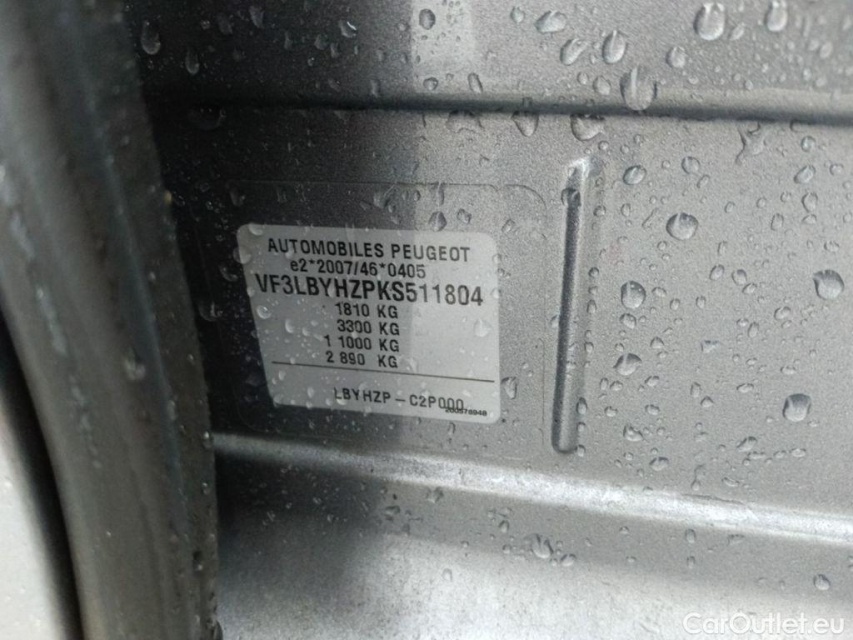 AUTOMOBILES PEUGEOT
e2*2007/46*0405
VF3LBYHZPKS511804
1810 KG
3300 KG
1 1000 KG
2 890 KG
LBYHZP-C2P000
CarOutlet.eu